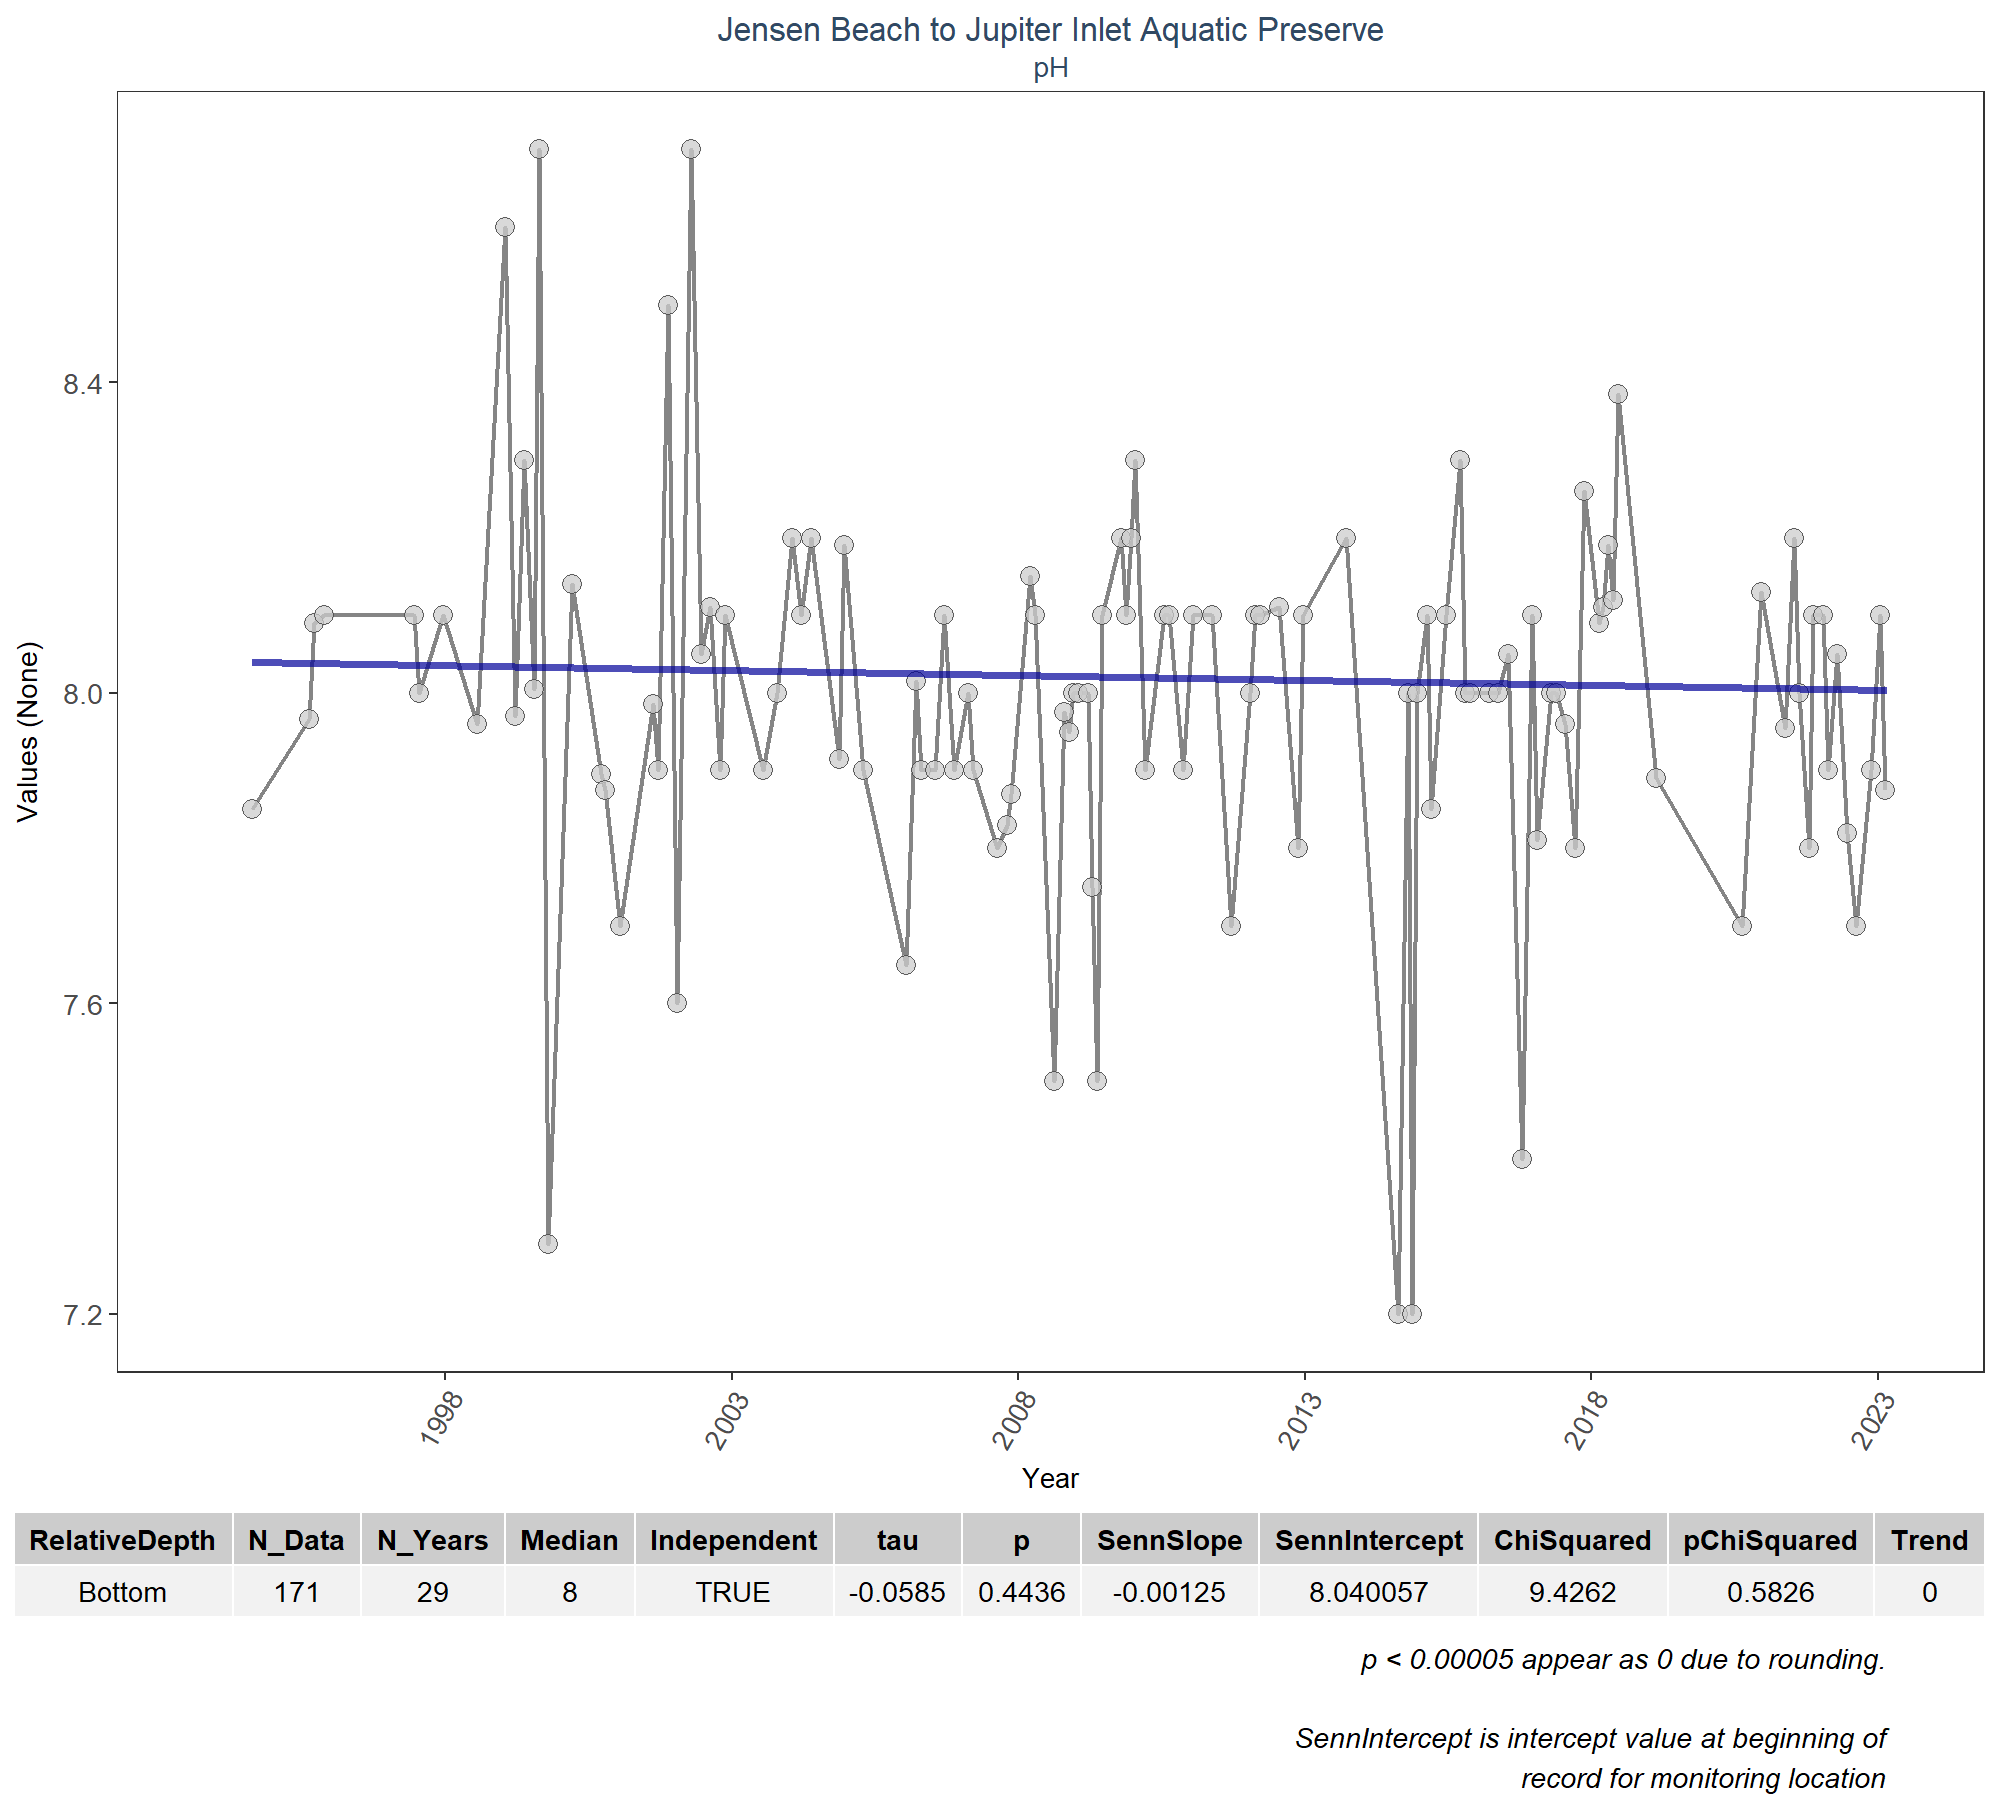 Jensen Beach to Jupiter Inlet Aquatic Preserve
pH
Values (None)
8.4
8.0
7.6
7.2
1998 2003 2008 2013 2018 2023
Year
RelativeDepth N_Data N_Years Median Independent tau p SennSlope SennIntercept ChiSquared pChiSquared Trend
Bottom 171 29 8 TRUE -0.0585 0.4436 -0.00125 8.040057 9.4262 0.5826 0
p < 0.00005 appear as 0 due to rounding.
SennIntercept is intercept value at beginning of
record for monitoring location